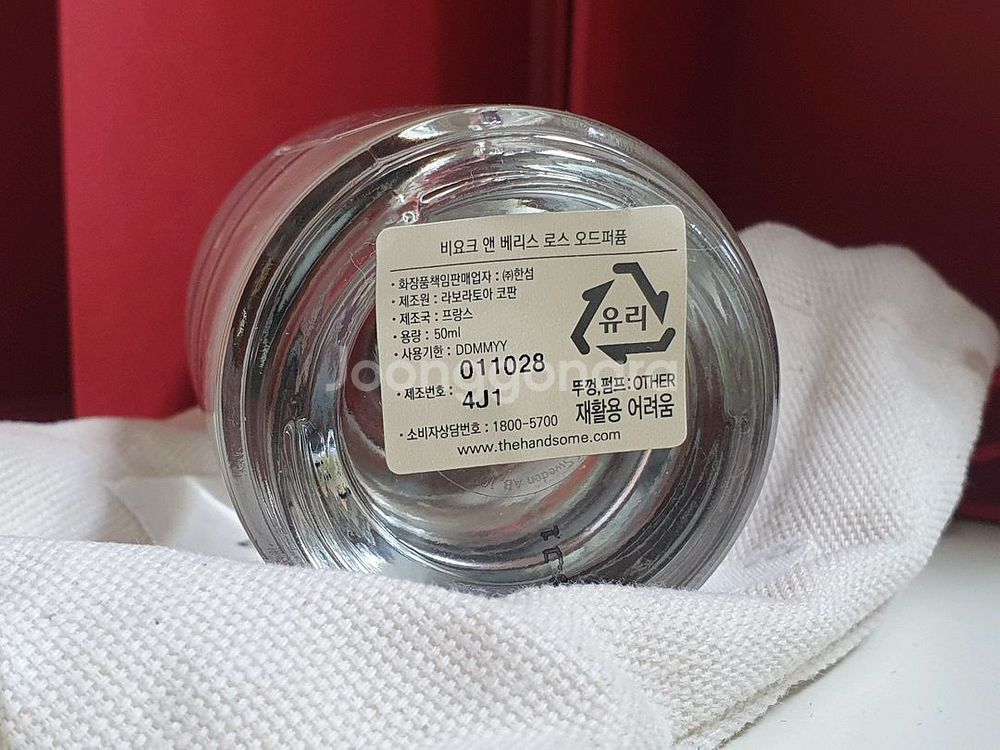 비요크 앤 베리스 로스 오드퍼퓸
• 화장품책임판매업자 : ㈜한섬
• 제조원 : 라보라토아 코판
• 제조국 : 프랑스
• 용량 : 50ml
• 사용기한 : DDMMYY
011028
• 제조번호 : 4J1
• 소비자상담번호 : 1800-5700
www.thehandsome.com
유리
뚜껑,펌프 : OTHER
재활용 어려움
Joonggonara
Sweden AB